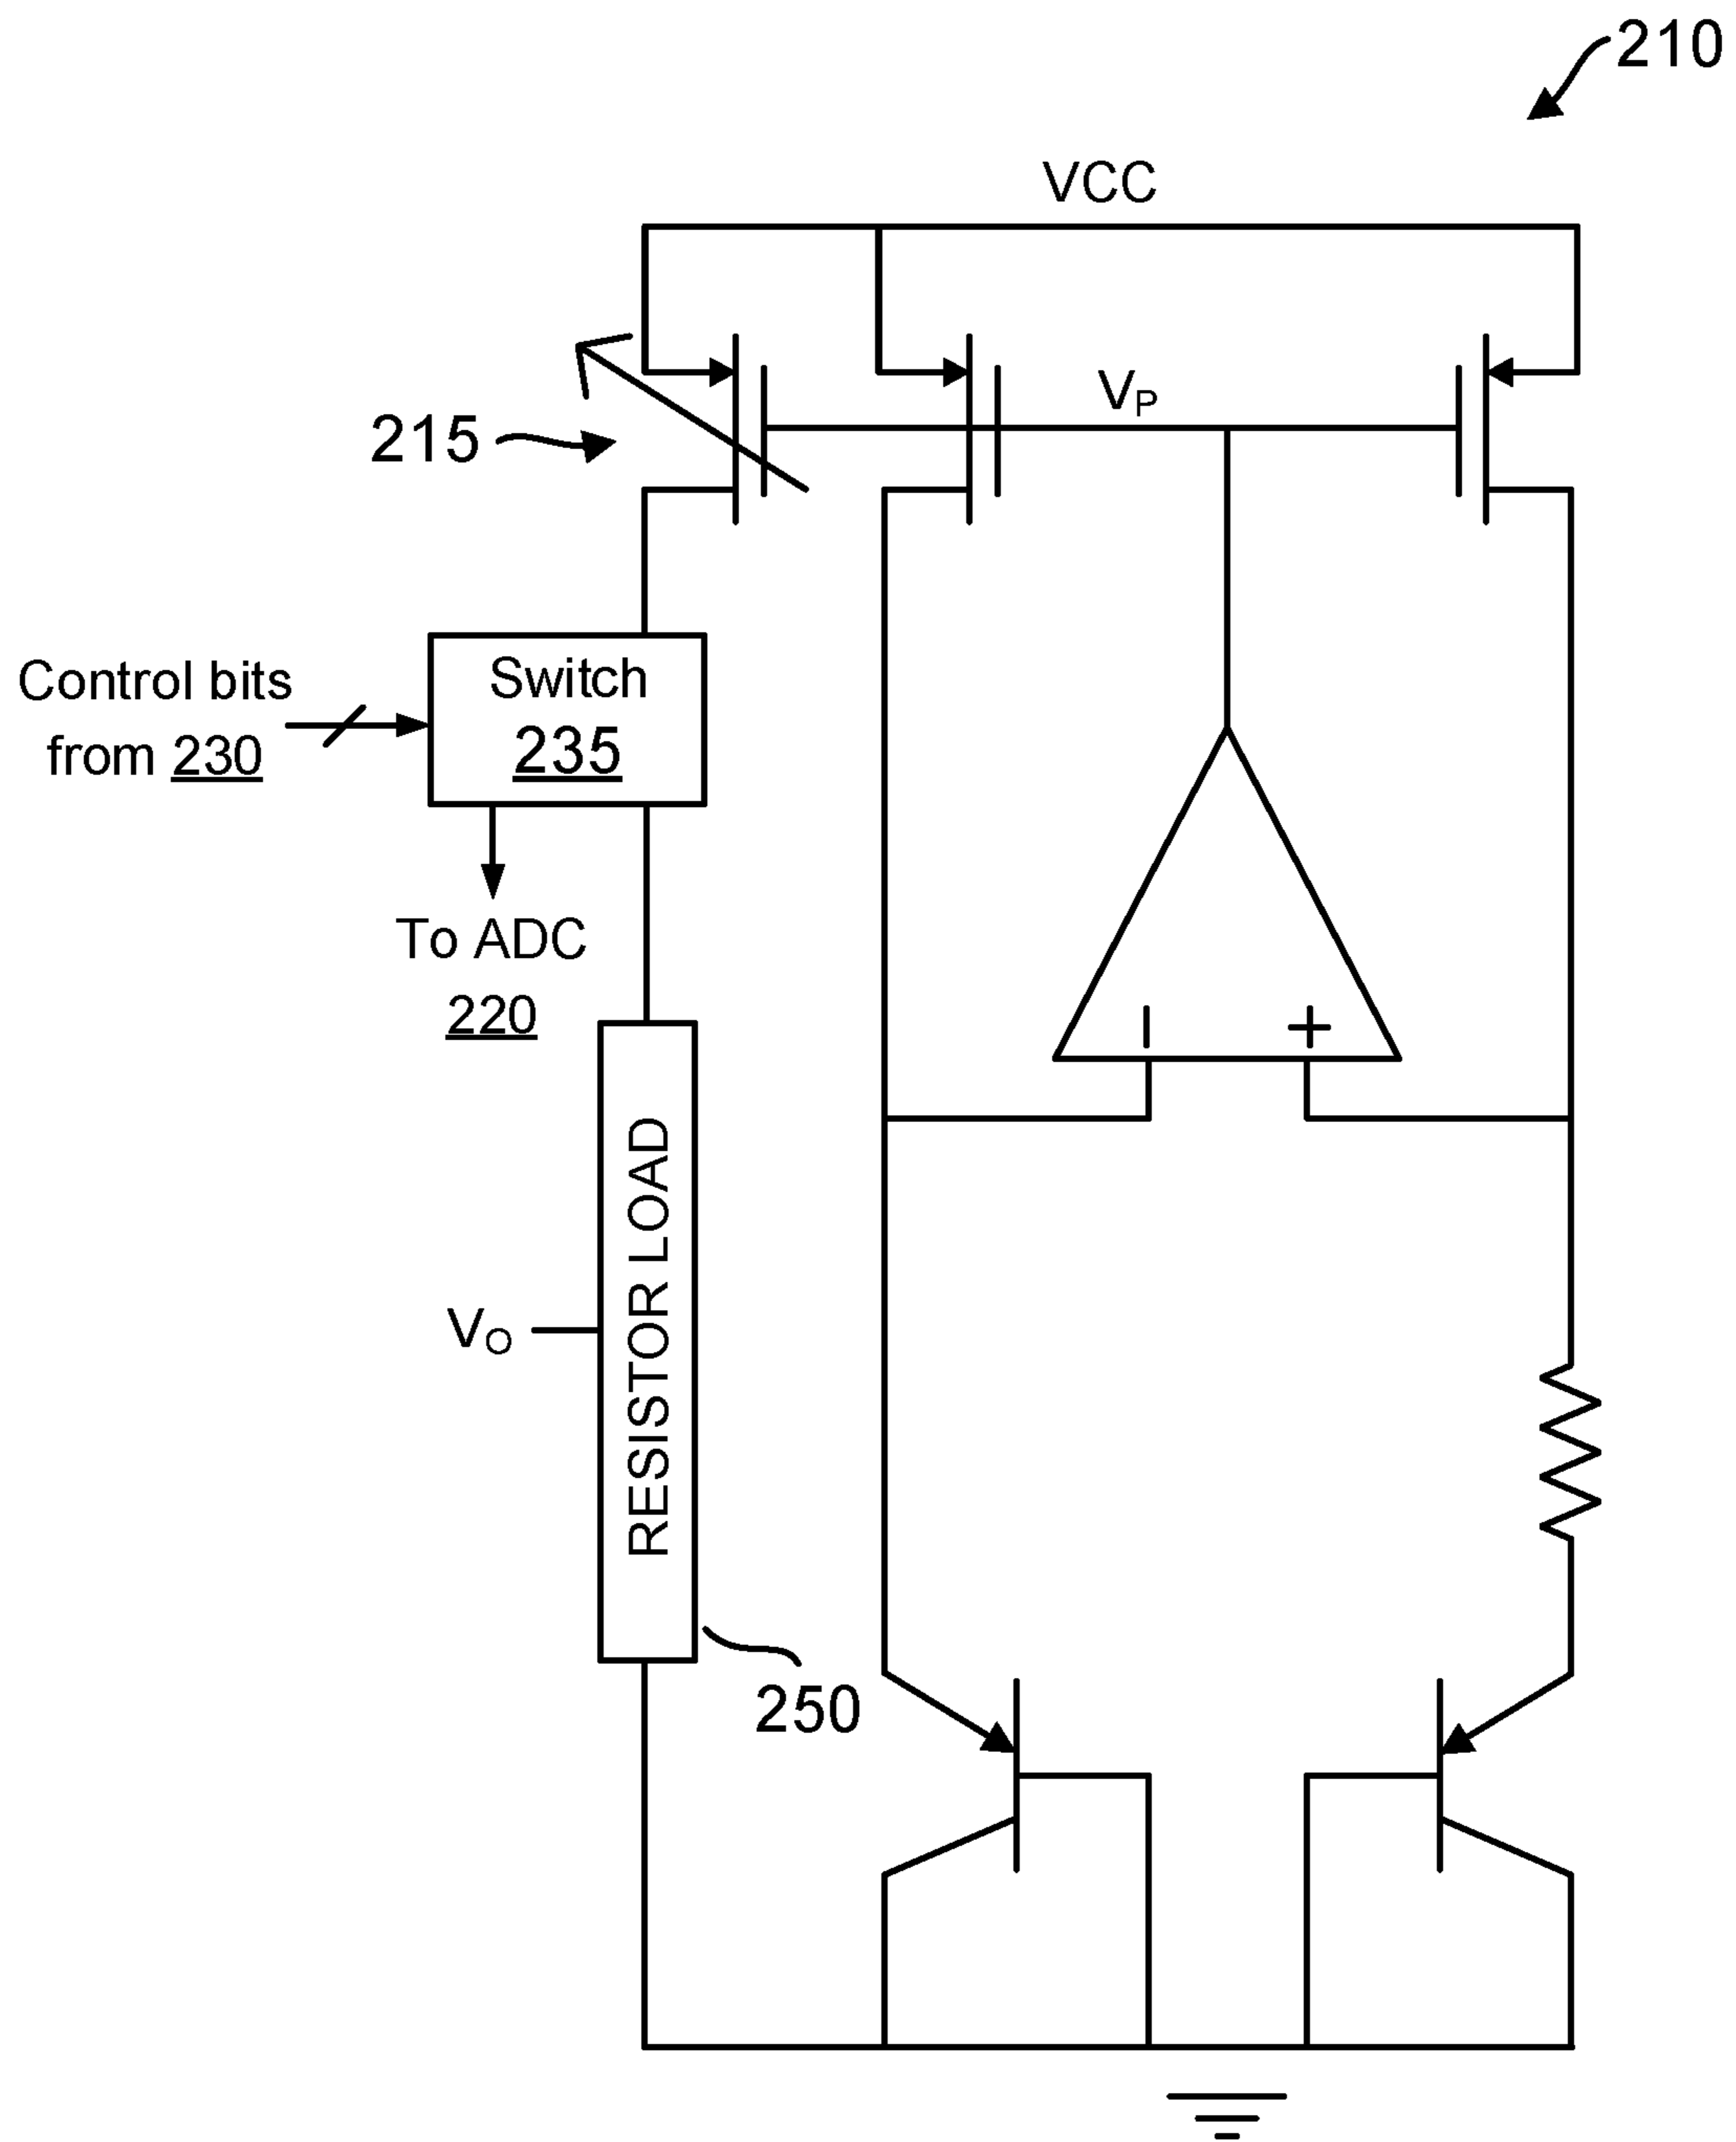 210
VCC
215
VP
Control bits
from 230
Switch
235
To ADC
220
RESISTOR LOAD
VO
250
− +